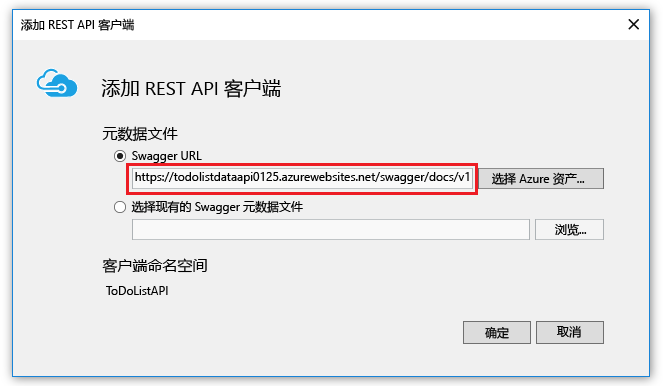 添加 REST API 客户端
添加 REST API 客户端
元数据文件
Swagger URL
https://todolistdataapi0125.azurewebsites.net/swagger/docs/v1
选择 Azure 资产...
选择现有的 Swagger 元数据文件
浏览...
客户端命名空间
ToDoListAPI
确定
取消